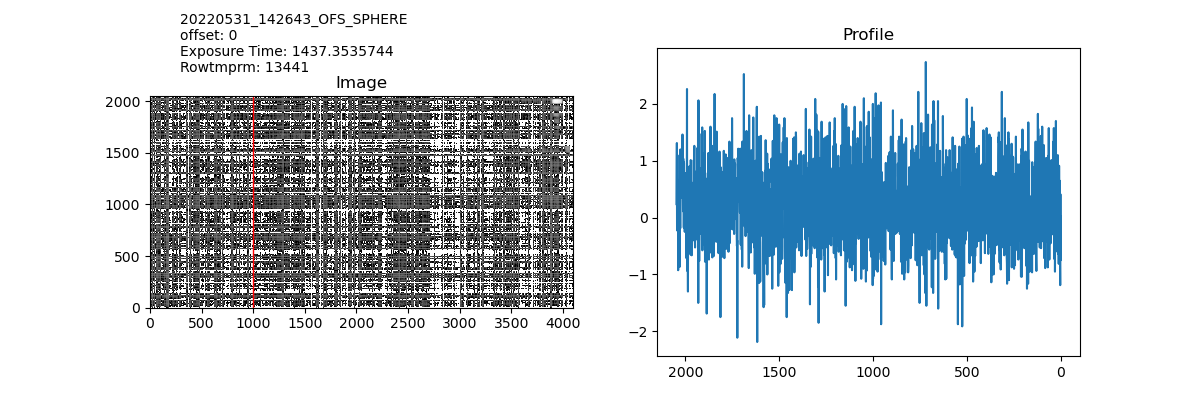 20220531_142643_OFS_SPHERE
offset: 0
Exposure Time: 1437.3535744
Rowtmprm: 13441
Image
2000
1500
1000
500
0
0 500 1000 1500 2000 2500 3000 3500 4000
Profile
2
1
0
−1
−2
2000 1500 1000 500 0